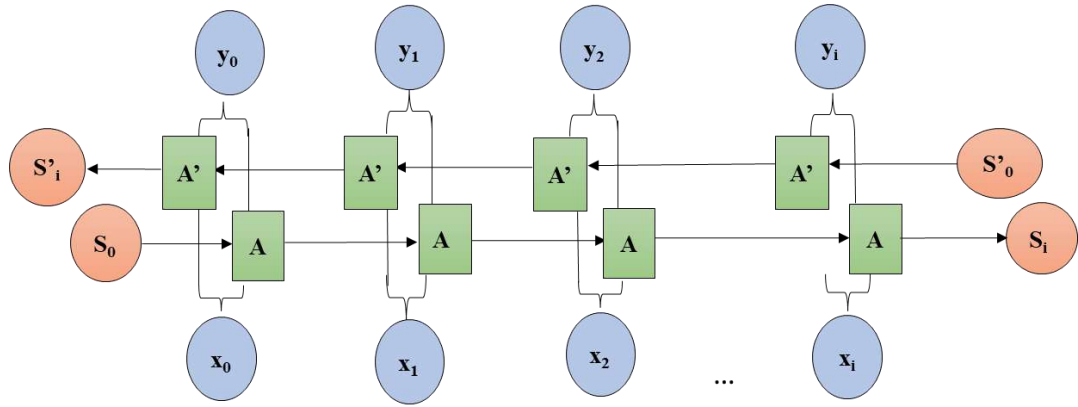 y₀ y₁ y₂ yᵢ
S'ᵢ A' A' A' A' S'₀
S₀ A A A A Sᵢ
x₀ x₁ x₂ ... xᵢ